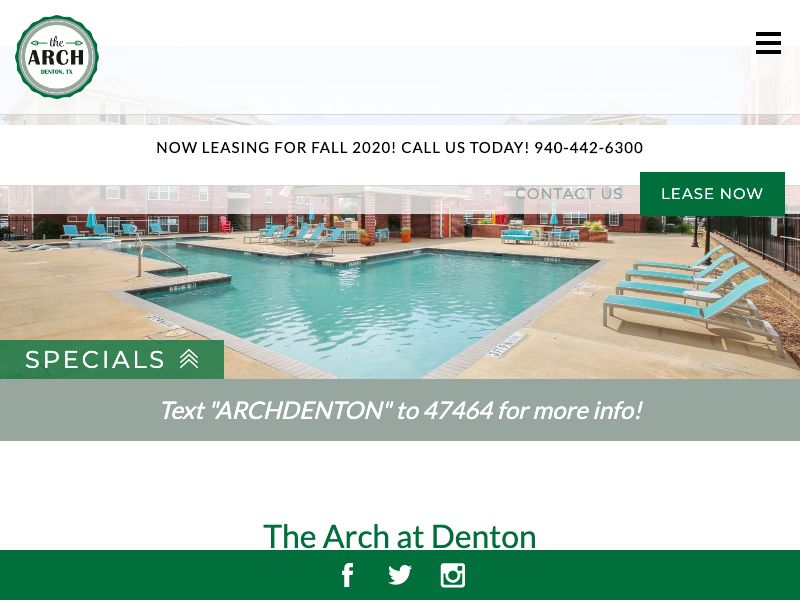 the
ARCH
DENTON, TX
NOW LEASING FOR FALL 2020! CALL US TODAY! 940-442-6300
CONTACT US
LEASE NOW
SPECIALS
Text "ARCHDENTON" to 47464 for more info!
The Arch at Denton